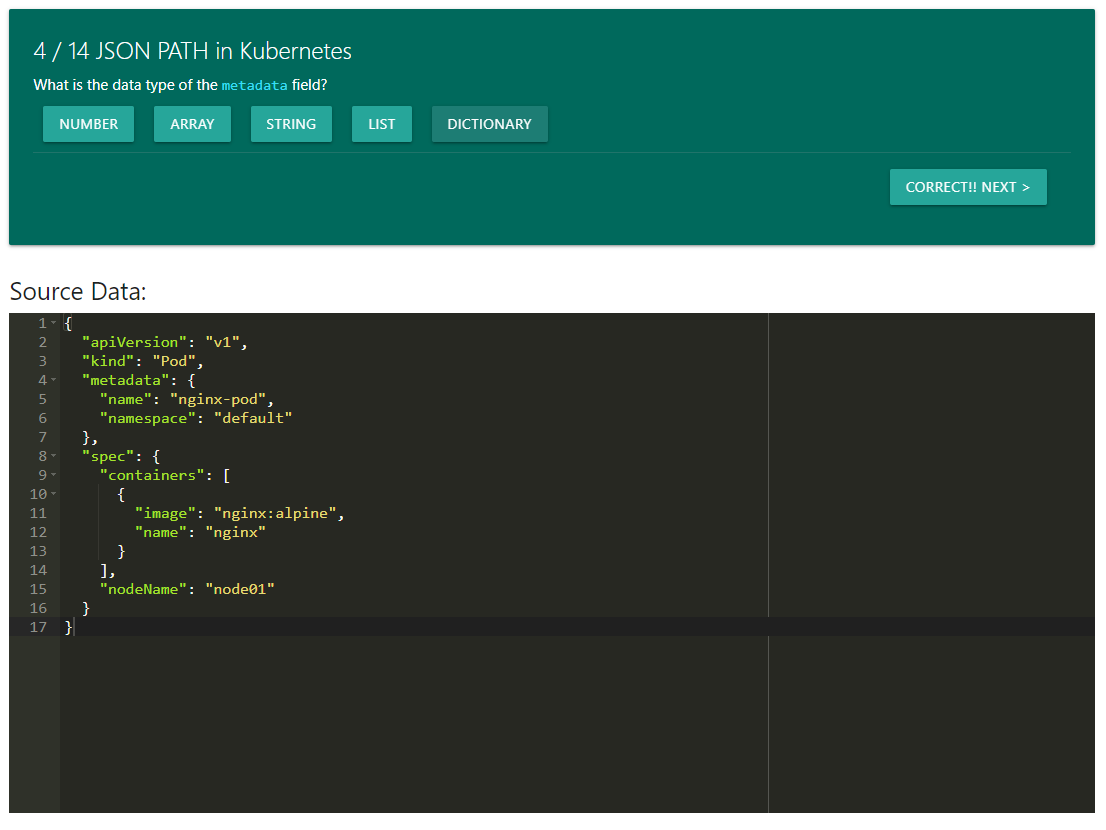 4 / 14 JSON PATH in Kubernetes
What is the data type of the metadata field?
NUMBER ARRAY STRING LIST DICTIONARY
CORRECT!! NEXT >
Source Data:
1 {
2   "apiVersion": "v1",
3   "kind": "Pod",
4   "metadata": {
5     "name": "nginx-pod",
6     "namespace": "default"
7   },
8   "spec": {
9     "containers": [
10       {
11         "image": "nginx:alpine",
12         "name": "nginx"
13       }
14     ],
15     "nodeName": "node01"
16   }
17 }